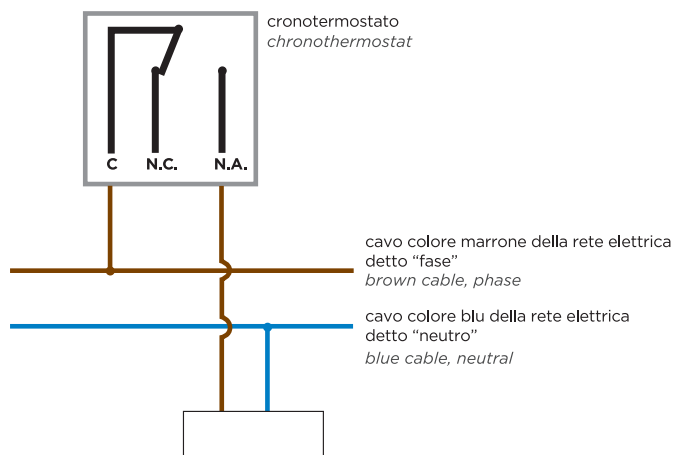 cronotermostato
chronothermostat
C N.C. N.A.
cavo colore marrone della rete elettrica
detto “fase”
brown cable, phase
cavo colore blu della rete elettrica
detto “neutro”
blue cable, neutral